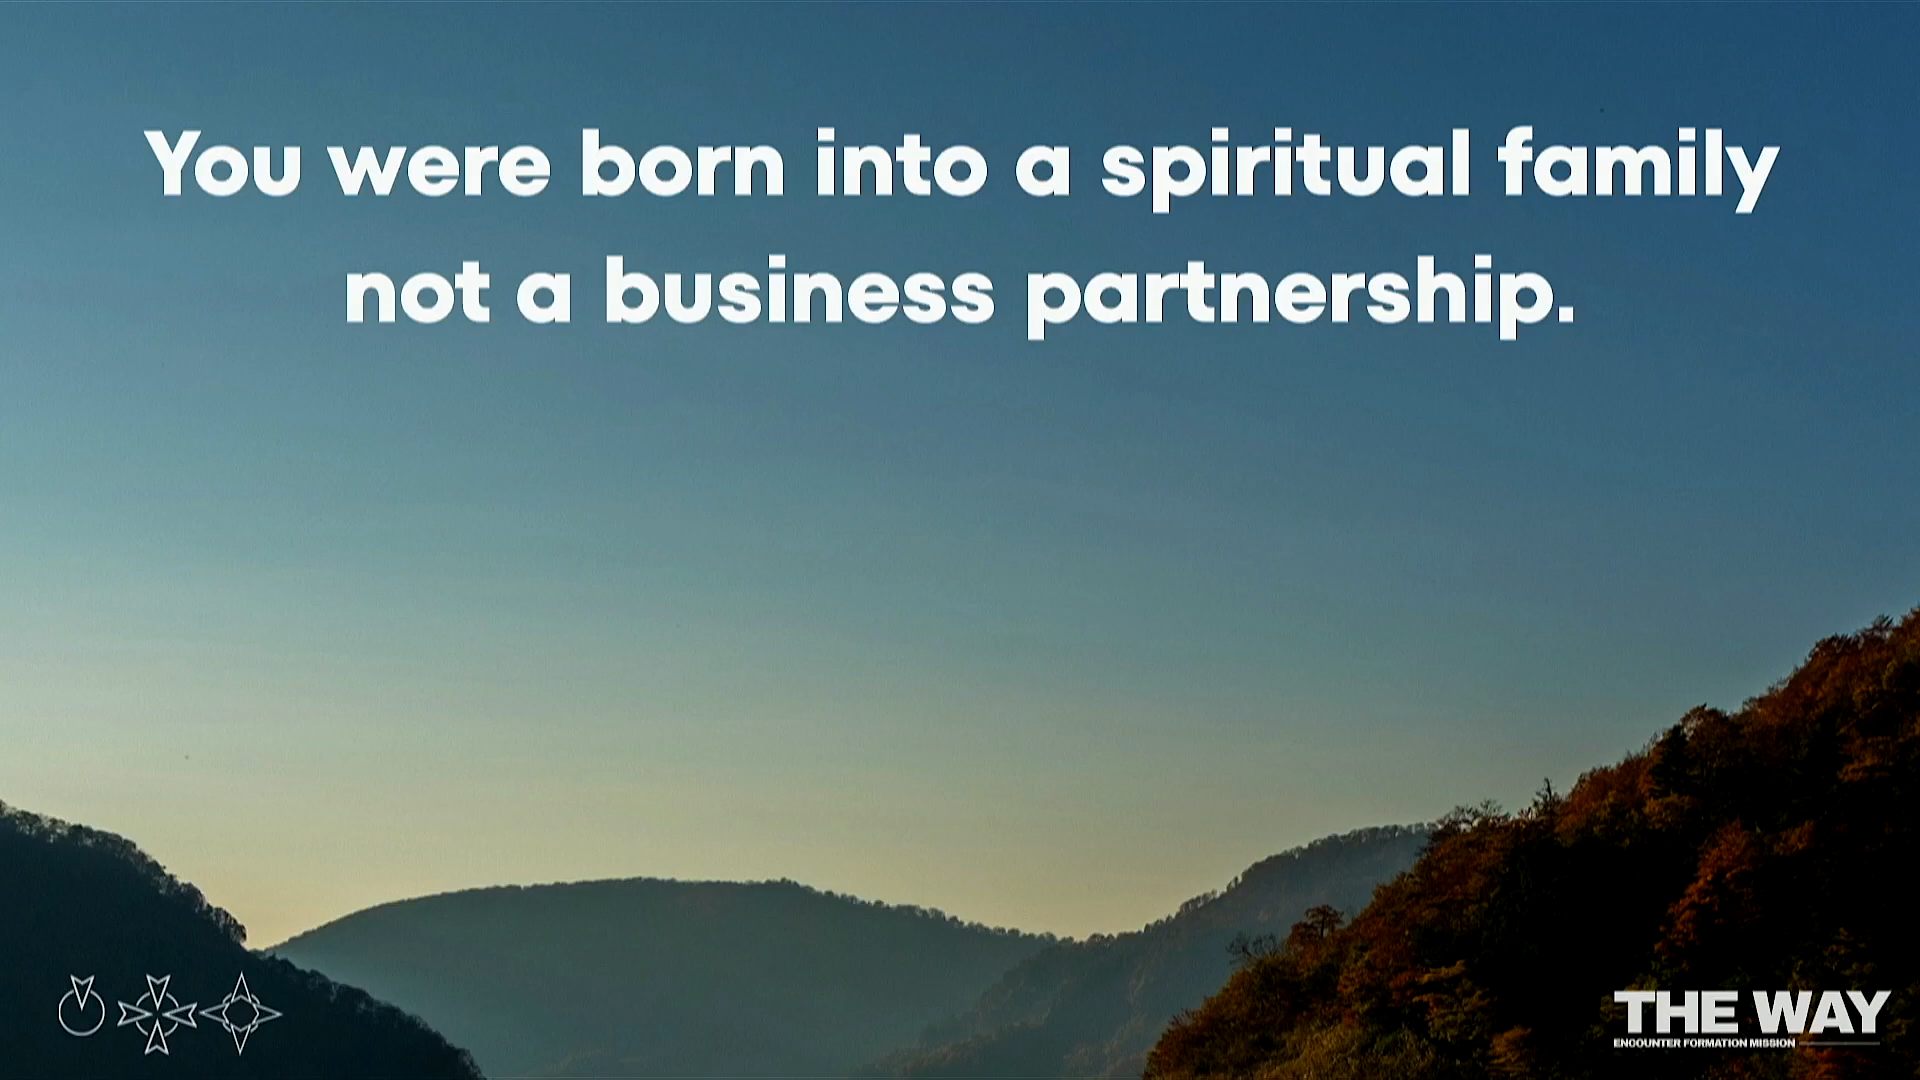 You were born into a spiritual family
not a business partnership.
THE WAY
ENCOUNTER FORMATION MISSION